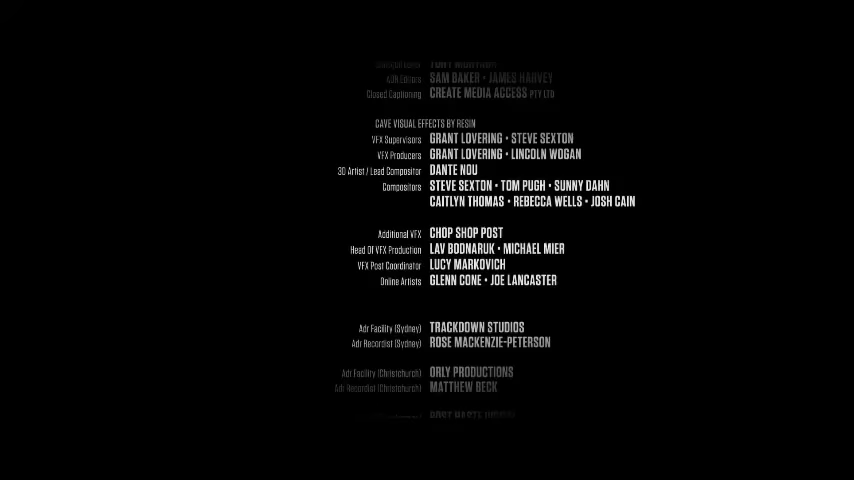 ADR Editors SAM DAKER • JAMES HARVEY
Closed Captioning CREATE MEDIA ACCESS PTY LTD
CAVE VISUAL EFFECTS BY RESIN
VFX Supervisors GRANT LOVERING • STEVE SEXTON
VFX Producers GRANT LOVERING • LINCOLN WOGAN
3D Artist / Lead Compositor DANTE NOU
Compositors STEVE SEXTON • TOM PUGH • SUNNY DAHN
CAITLYN THOMAS • REBECCA WELLS • JOSH CAIN
Additional VFX CHOP SHOP POST
Head Of VFX Production LAV BODNARUK • MICHAEL MIER
VFX Post Coordinator LUCY MARKOVICH
Online Artists GLENN CONE • JOE LANCASTER
Adr Facility (Sydney) TRACKDOWN STUDIOS
Adr Recordist (Sydney) ROSE MACKENZIE-PETERSON
Adr Facility (Christchurch) ORLY PRODUCTIONS
Adr Recordist (Christchurch) MATTHEW BECK